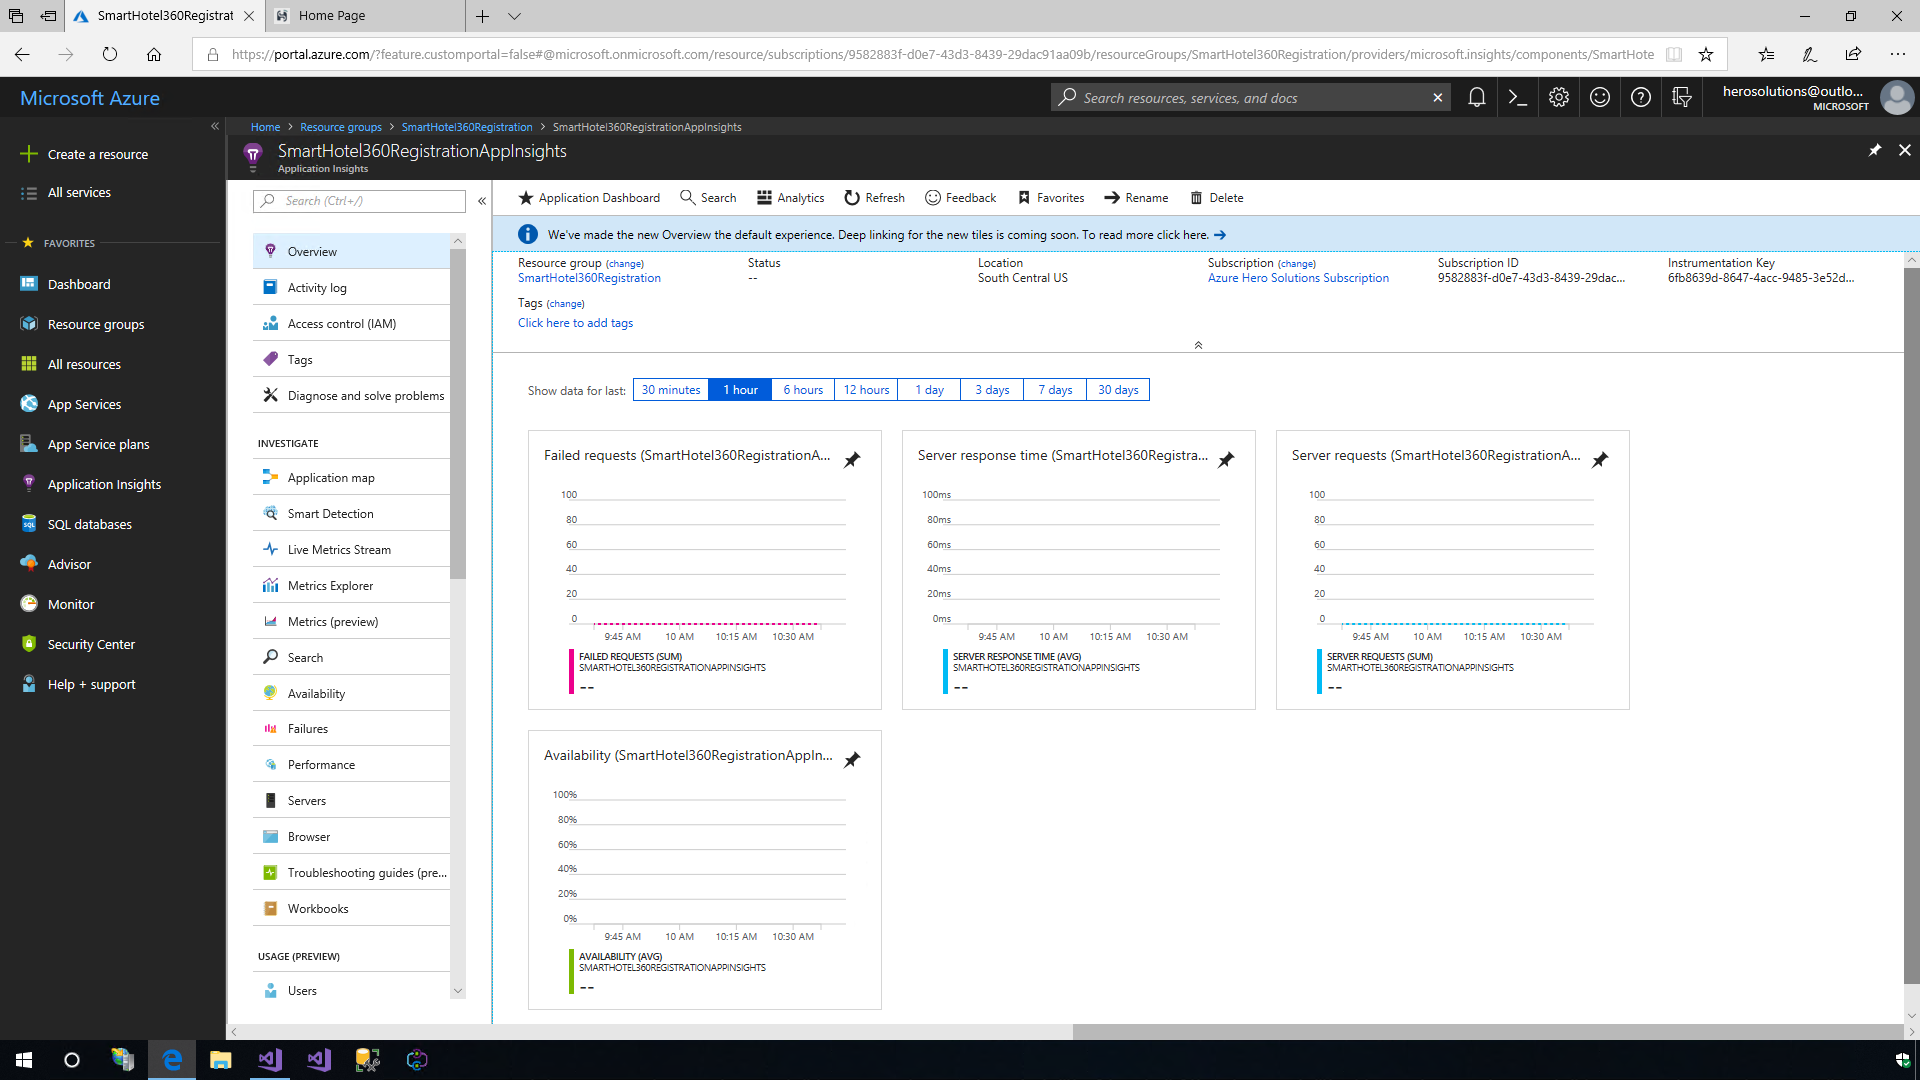 SmartHotel360Registrat
Home Page
https://portal.azure.com/?feature.customportal=false#@microsoft.onmicrosoft.com/resource/subscriptions/9582883f-d0e7-43d3-8439-29dac91aa09b/resourceGroups/SmartHotel360Registration/providers/microsoft.insights/components/SmartHote
Microsoft Azure
Search resources, services, and docs
herosolutions@outlo...
MICROSOFT
Home > Resource groups > SmartHotel360Registration > SmartHotel360RegistrationAppInsights
SmartHotel360RegistrationAppInsights
Application Insights
Create a resource
All services
FAVORITES
Dashboard
Resource groups
All resources
App Services
App Service plans
Application Insights
SQL databases
Advisor
Monitor
Security Center
Help + support
Search (Ctrl+/)
Overview
Activity log
Access control (IAM)
Tags
Diagnose and solve problems
INVESTIGATE
Application map
Smart Detection
Live Metrics Stream
Metrics Explorer
Metrics (preview)
Search
Availability
Failures
Performance
Servers
Browser
Troubleshooting guides (pre...
Workbooks
USAGE (PREVIEW)
Users
Application Dashboard Search Analytics Refresh Feedback Favorites Rename Delete
We've made the new Overview the default experience. Deep linking for the new tiles is coming soon. To read more click here.
Resource group (change)
SmartHotel360Registration
Status
--
Location
South Central US
Subscription (change)
Azure Hero Solutions Subscription
Subscription ID
9582883f-d0e7-43d3-8439-29dac...
Instrumentation Key
6fb8639d-8647-4acc-9485-3e52d...
Tags (change)
Click here to add tags
Show data for last: 30 minutes 1 hour 6 hours 12 hours 1 day 3 days 7 days 30 days
Failed requests (SmartHotel360RegistrationA...
100
80
60
40
20
0
9:45 AM 10 AM 10:15 AM 10:30 AM
FAILED REQUESTS (SUM)
SMARTHOTEL360REGISTRATIONAPPINSIGHTS
--
Server response time (SmartHotel360Registra...
100ms
80ms
60ms
40ms
20ms
0ms
9:45 AM 10 AM 10:15 AM 10:30 AM
SERVER RESPONSE TIME (AVG)
SMARTHOTEL360REGISTRATIONAPPINSIGHTS
--
Server requests (SmartHotel360RegistrationA...
100
80
60
40
20
0
9:45 AM 10 AM 10:15 AM 10:30 AM
SERVER REQUESTS (SUM)
SMARTHOTEL360REGISTRATIONAPPINSIGHTS
--
Availability (SmartHotel360RegistrationAppIn...
100%
80%
60%
40%
20%
0%
9:45 AM 10 AM 10:15 AM 10:30 AM
AVAILABILITY (AVG)
SMARTHOTEL360REGISTRATIONAPPINSIGHTS
--